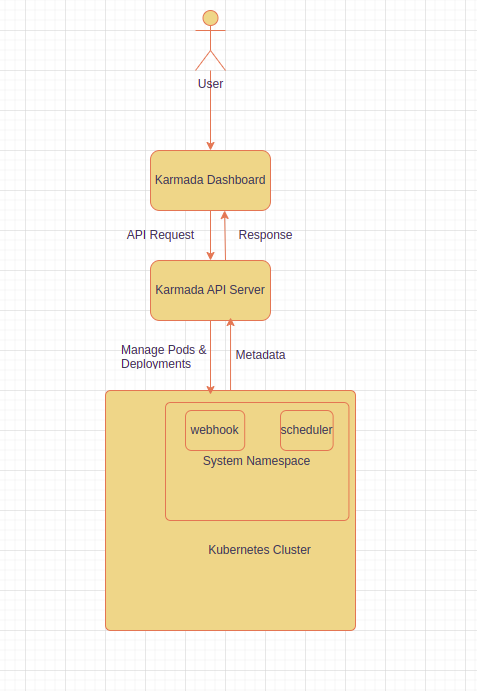 User
Karmada Dashboard
API Request
Response
Karmada API Server
Manage Pods &
Deployments
Metadata
webhook
scheduler
System Namespace
Kubernetes Cluster